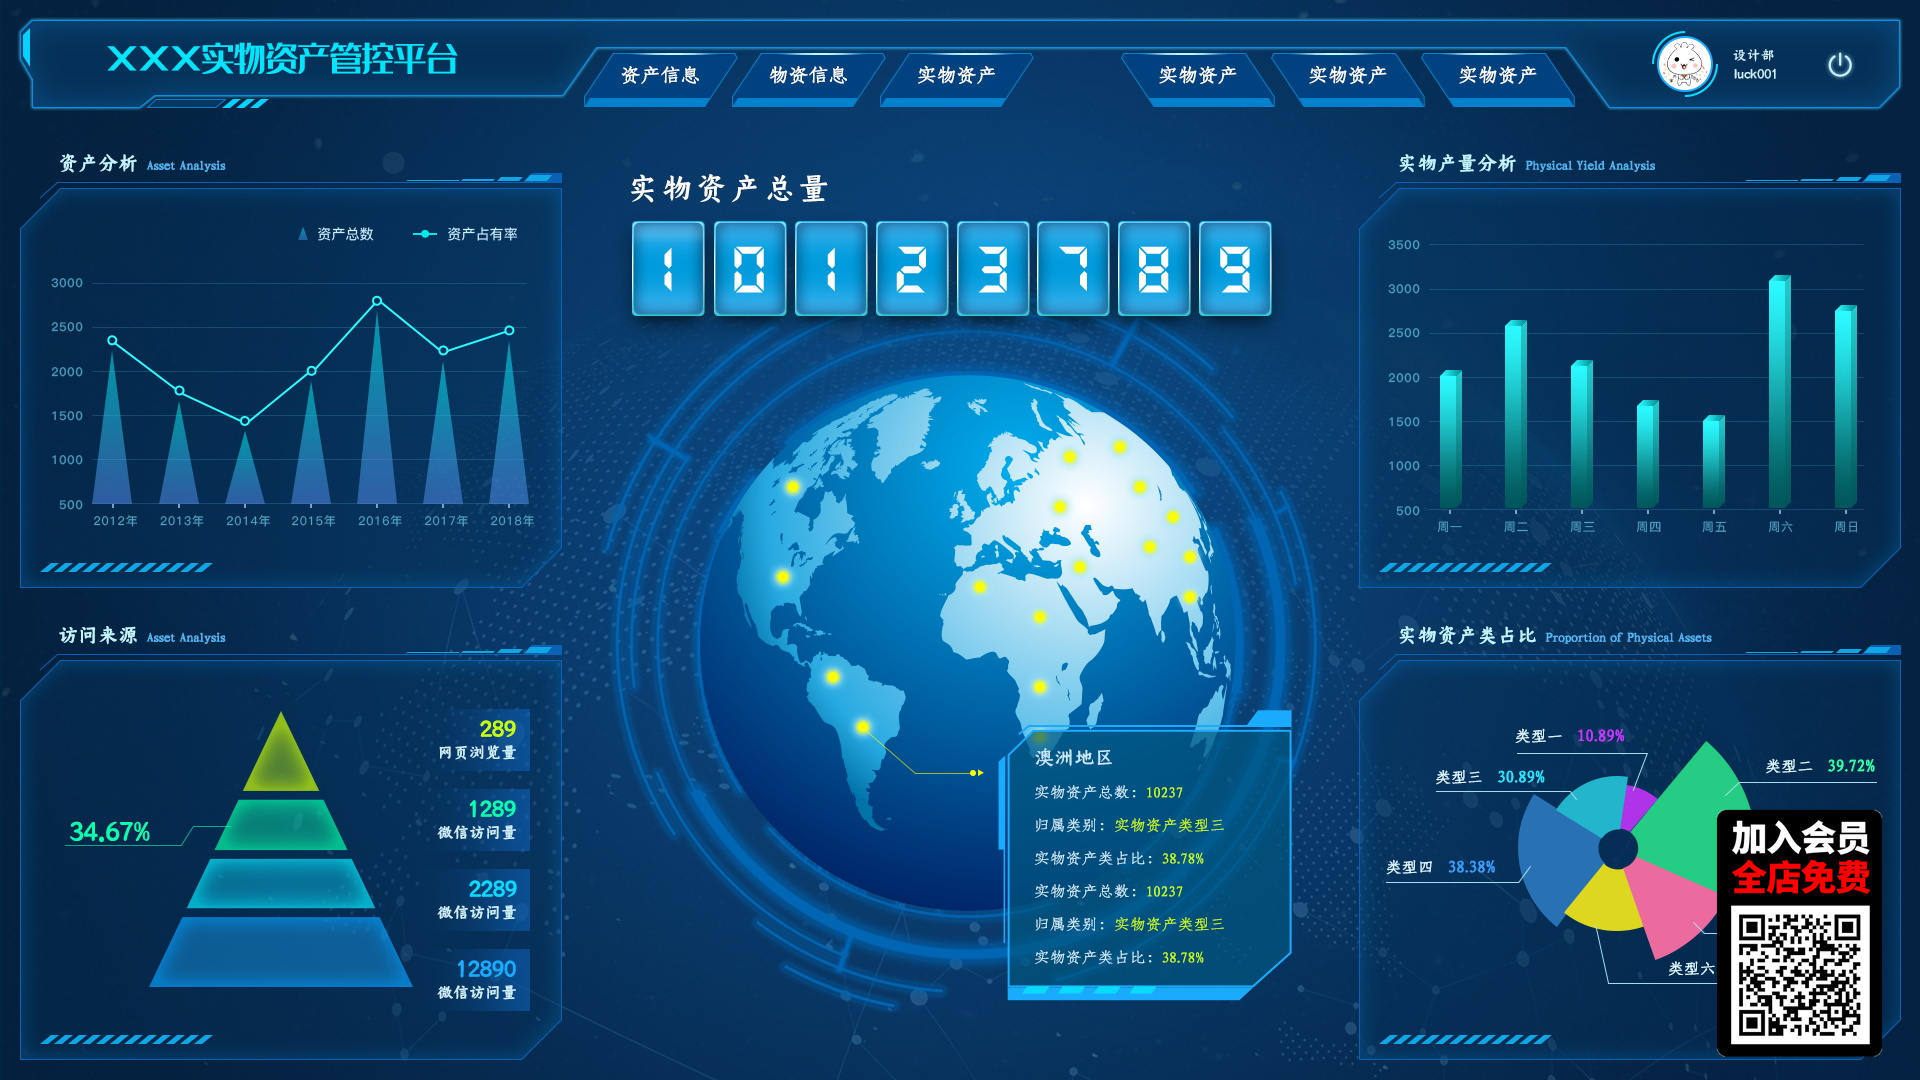 XXX实物资产管控平台
资产信息
物资信息
实物资产
实物资产
实物资产
实物资产
设计部
luck001
资产分析 Asset Analysis
资产总数
资产占有率
3000
2500
2000
1500
1000
500
2012年 2013年 2014年 2015年 2016年 2017年 2018年
访问来源 Asset Analysis
34.67%
289
网页浏览量
1289
微信访问量
2289
微信访问量
12890
微信访问量
实物资产总量
1 0 1 2 3 7 8 9
澳洲地区
实物资产总数：10237
归属类别：实物资产类型三
实物资产类占比：38.78%
实物资产总数：10237
归属类别：实物资产类型三
实物资产类占比：38.78%
实物产量分析 Physical Yield Analysis
3500
3000
2500
2000
1500
1000
500
周一 周二 周三 周四 周五 周六 周日
实物资产类占比 Proportion of Physical Assets
类型一 10.89%
类型二 39.72%
类型三 30.89%
类型四 38.38%
类型六
加入会员
全店免费